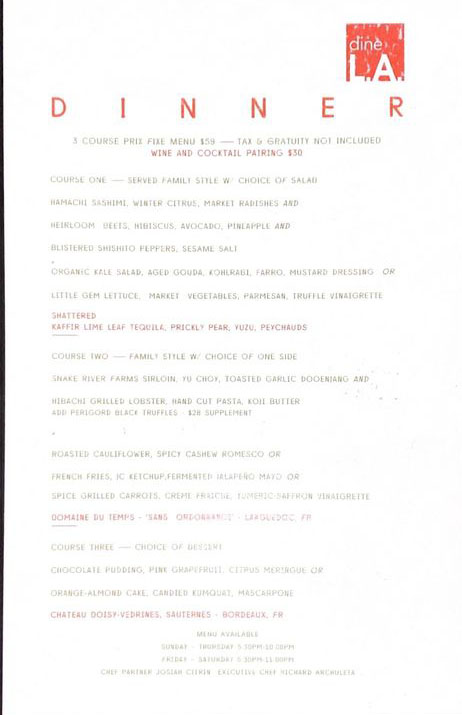 dinē
L.A.
DINNER
3 COURSE PRIX FIXE MENU $59 — TAX & GRATUITY NOT INCLUDED
WINE AND COCKTAIL PAIRING $30
COURSE ONE — SERVED FAMILY STYLE W/ CHOICE OF SALAD
HAMACHI SASHIMI, WINTER CITRUS, MARKET RADISHES AND
HEIRLOOM BEETS, HIBISCUS, AVOCADO, PINEAPPLE AND
BLISTERED SHISHITO PEPPERS, SESAME SALT
ORGANIC KALE SALAD, AGED GOUDA, KOHLRABI, FARRO, MUSTARD DRESSING OR
LITTLE GEM LETTUCE, MARKET VEGETABLES, PARMESAN, TRUFFLE VINAIGRETTE
SHATTERED
KAFFIR LIME LEAF TEQUILA, PRICKLY PEAR, YUZU, PEYCHAUDS
COURSE TWO — FAMILY STYLE W/ CHOICE OF ONE SIDE
SNAKE RIVER FARMS SIRLOIN, YU CHOY, TOASTED GARLIC DOOENJANG AND
HIBACHI GRILLED LOBSTER, HAND CUT PASTA, KOJI BUTTER
ADD PERIGORD BLACK TRUFFLES - $28 SUPPLEMENT
ROASTED CAULIFLOWER, SPICY CASHEW ROMESCO OR
FRENCH FRIES, JC KETCHUP,FERMENTED JALAPEÑO MAYO OR
SPICE GRILLED CARROTS, CREME FRAICHE, TUMERIC-SAFFRON VINAIGRETTE
DOMAINE DU TEMPS - 'SANS' - LANGUEDOC, FR
COURSE THREE — CHOICE OF DESSERT
CHOCOLATE PUDDING, PINK GRAPEFRUIT, CITRUS MERINGUE OR
ORANGE-ALMOND CAKE, CANDIED KUMQUAT, MASCARPONE
CHATEAU DOISY-VEDRINES, SAUTERNES - BORDEAUX, FR
MENU AVAILABLE
SUNDAY - THURSDAY 5:30PM-10:00PM
FRIDAY - SATURDAY 5:30PM-11:00PM
CHEF PARTNER JOSIAH CITRIN EXECUTIVE CHEF RICHARD ARCHULETA